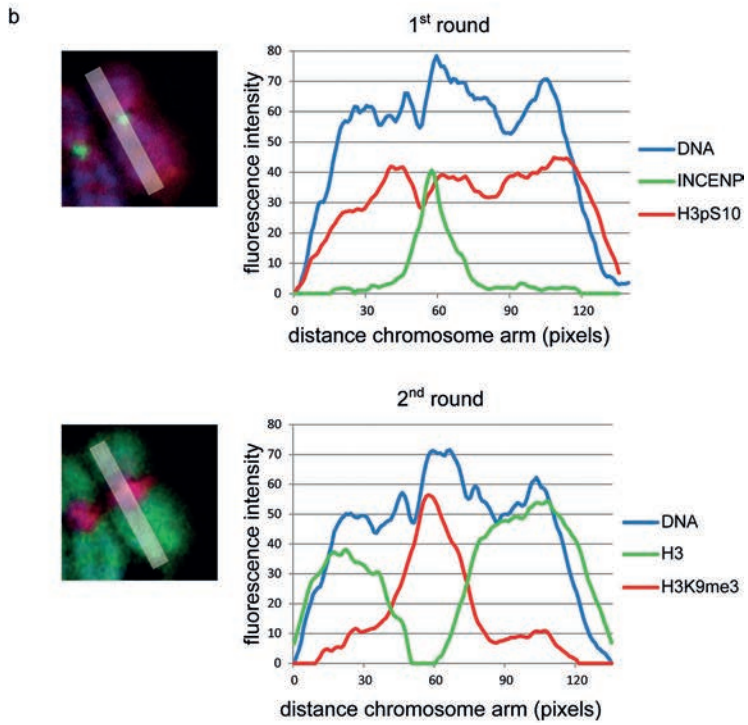 b
1st round
80
70
60
50
40
30
20
10
0
fluorescence intensity
0 30 60 90 120
distance chromosome arm (pixels)
DNA
INCENP
H3pS10
2nd round
80
70
60
50
40
30
20
10
0
fluorescence intensity
0 30 60 90 120
distance chromosome arm (pixels)
DNA
H3
H3K9me3